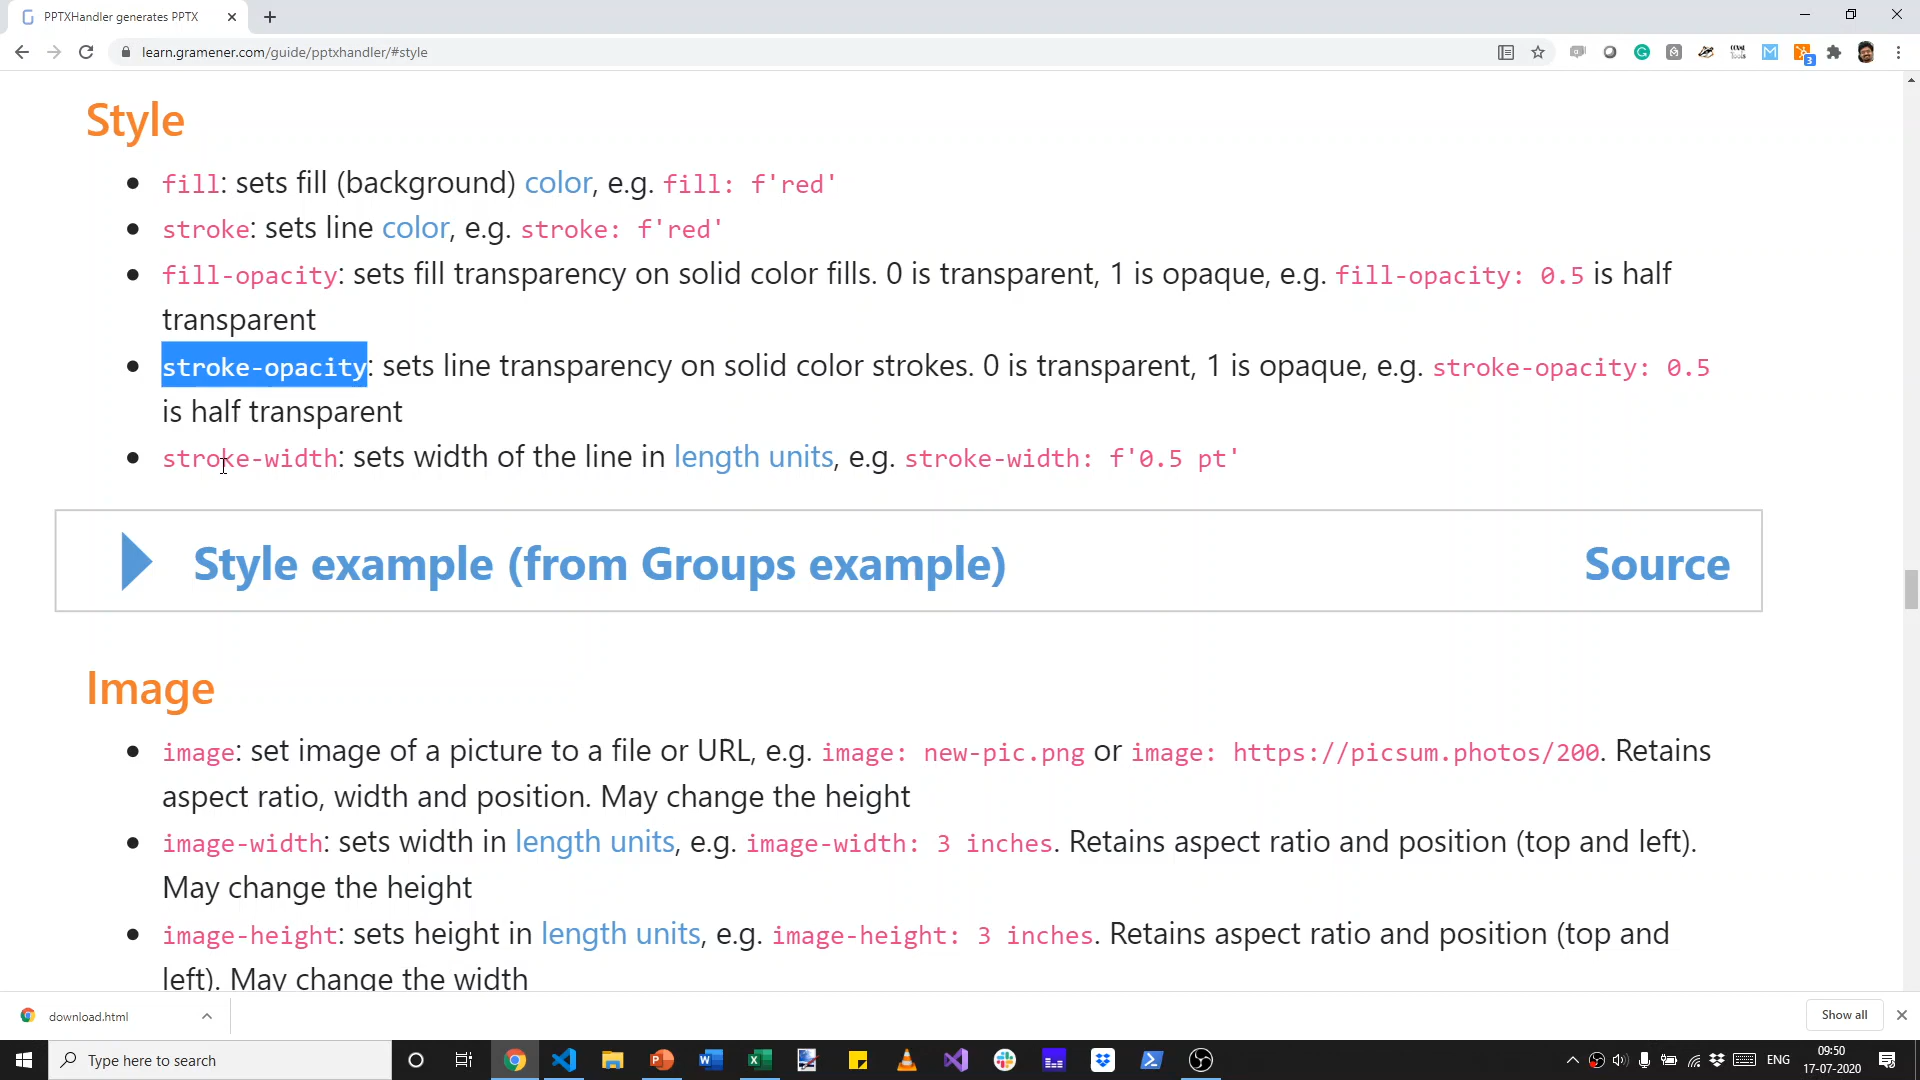 PPTXHandler generates PPTX
learn.gramener.com/guide/pptxhandler/#style
3
Style
fill: sets fill (background) color, e.g. fill: f'red'
stroke: sets line color, e.g. stroke: f'red'
fill-opacity: sets fill transparency on solid color fills. 0 is transparent, 1 is opaque, e.g. fill-opacity: 0.5 is half
transparent
stroke-opacity: sets line transparency on solid color strokes. 0 is transparent, 1 is opaque, e.g. stroke-opacity: 0.5
is half transparent
stroke-width: sets width of the line in length units, e.g. stroke-width: f'0.5 pt'
Style example (from Groups example) Source
Image
image: set image of a picture to a file or URL, e.g. image: new-pic.png or image: https://picsum.photos/200. Retains
aspect ratio, width and position. May change the height
image-width: sets width in length units, e.g. image-width: 3 inches. Retains aspect ratio and position (top and left).
May change the height
image-height: sets height in length units, e.g. image-height: 3 inches. Retains aspect ratio and position (top and
left). May change the width
download.html
Show all
Type here to search
ENG
09:50
17-07-2020